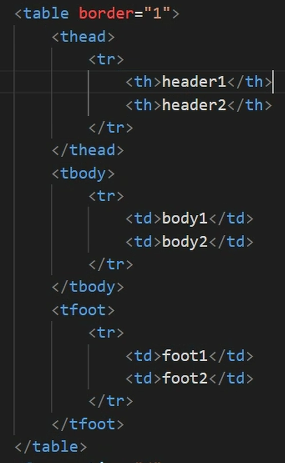 <table border="1">
<thead>
<tr>
<th>header1</th>
<th>header2</th>
</tr>
</thead>
<tbody>
<tr>
<td>body1</td>
<td>body2</td>
</tr>
</tbody>
<tfoot>
<tr>
<td>foot1</td>
<td>foot2</td>
</tr>
</tfoot>
</table>